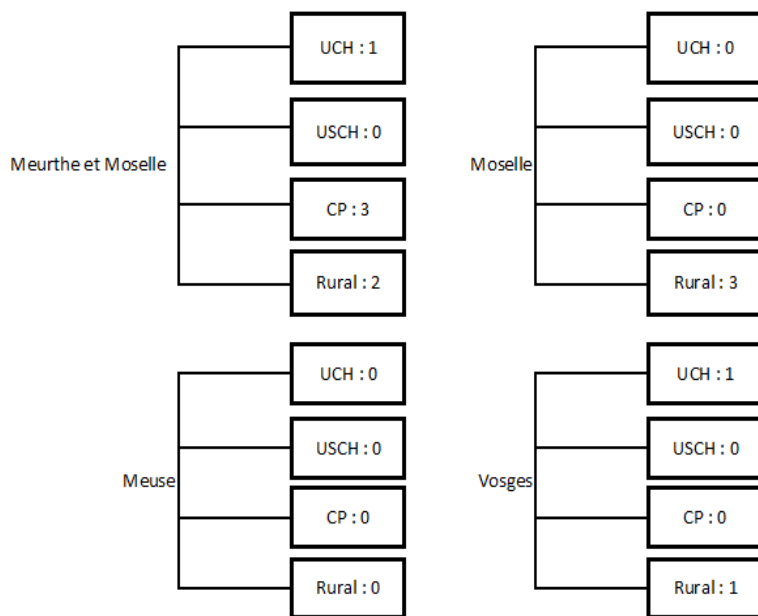 Meurthe et Moselle
UCH : 1
USCH : 0
CP : 3
Rural : 2
Moselle
UCH : 0
USCH : 0
CP : 0
Rural : 3
Meuse
UCH : 0
USCH : 0
CP : 0
Rural : 0
Vosges
UCH : 1
USCH : 0
CP : 0
Rural : 1